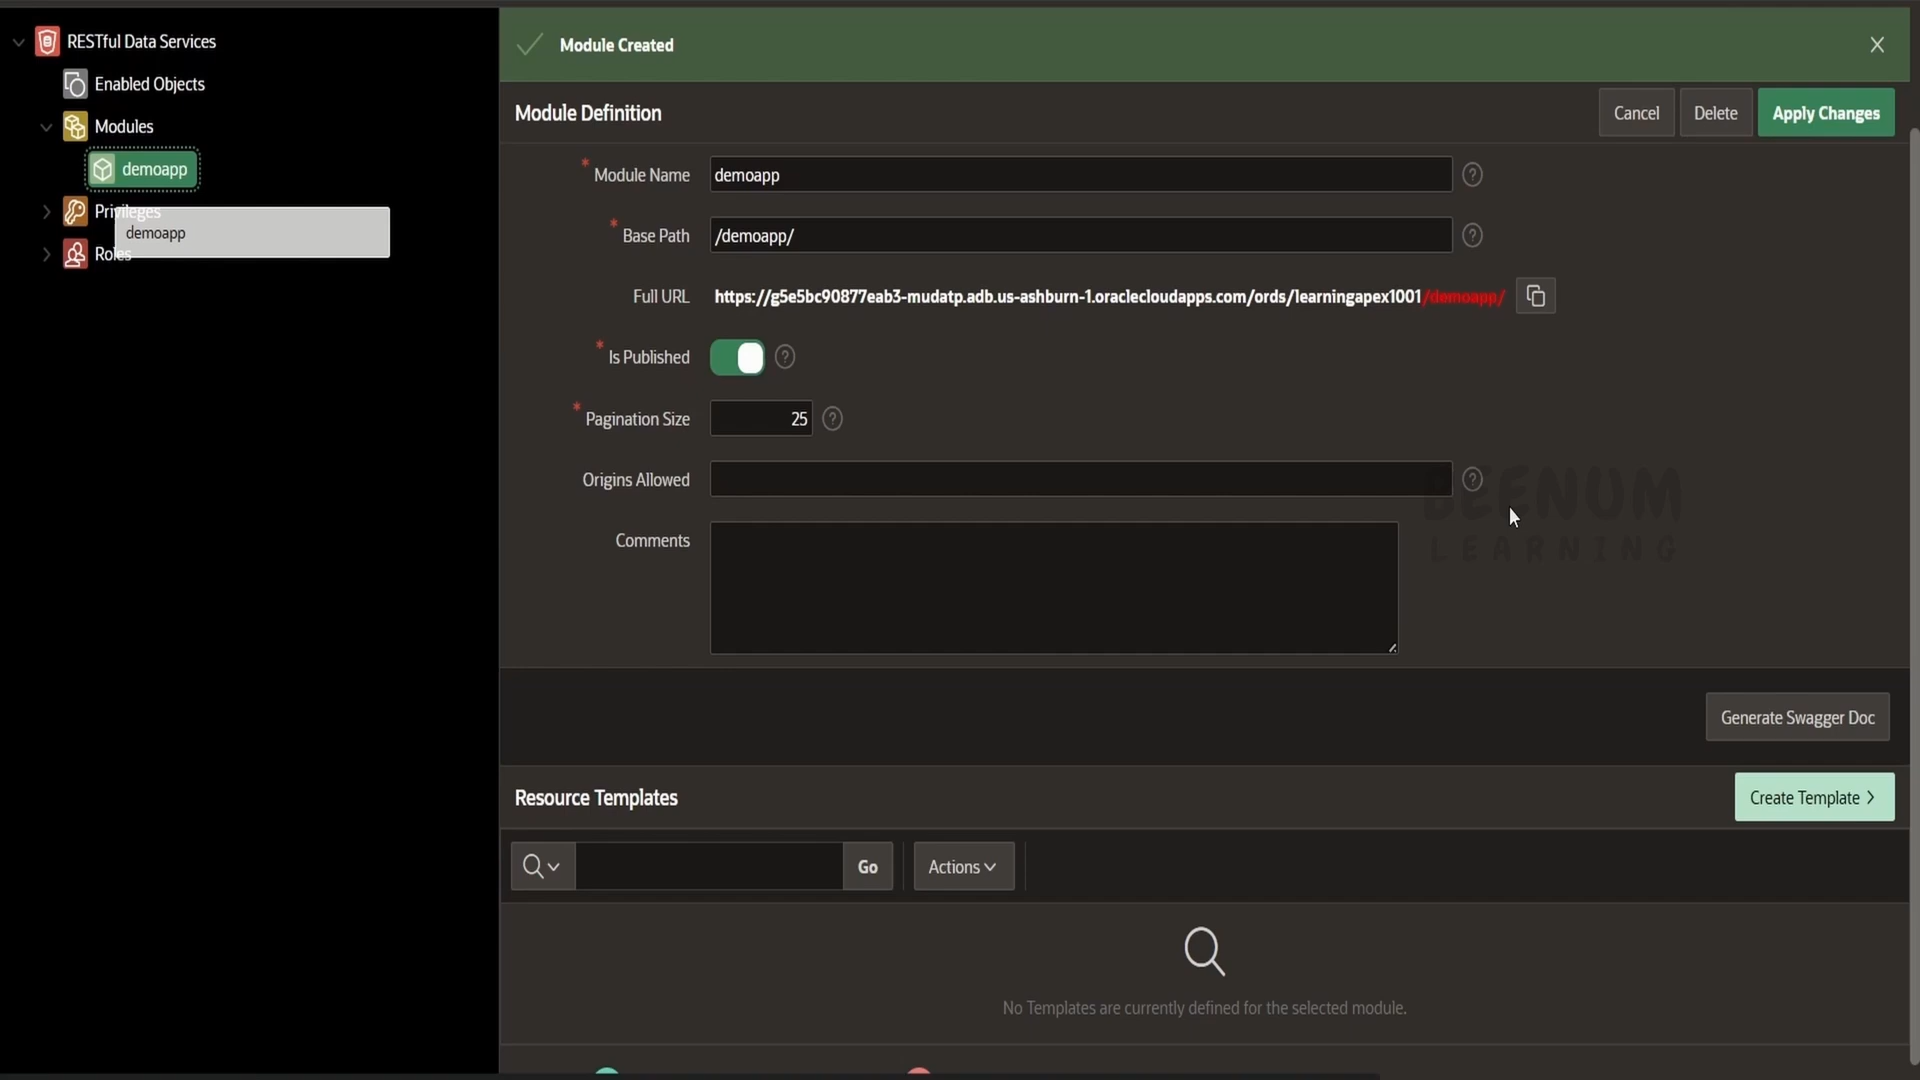 RESTful Data Services
Enabled Objects
Modules
demoapp
Privileges
demoapp
Roles
Module Created
Module Definition
Cancel
Delete
Apply Changes
* Module Name
demoapp
* Base Path
/demoapp/
Full URL
https://g5e5bc90877eab3-mudatp.adb.us-ashburn-1.oraclecloudapps.com/ords/learningapex1001/demoapp/
* Is Published
* Pagination Size
25
Origins Allowed
Comments
BEENUM
LEARNING
Generate Swagger Doc
Resource Templates
Create Template
Go
Actions
No Templates are currently defined for the selected module.